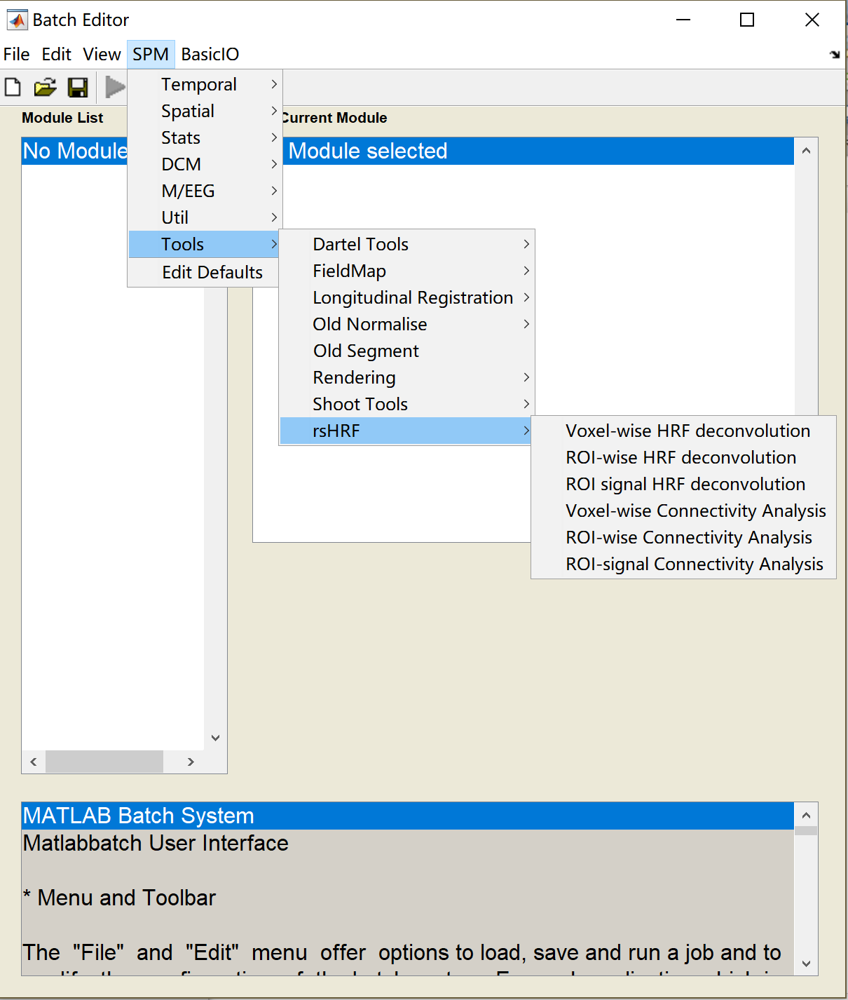 Batch Editor
File Edit View SPM BasicIO
Temporal
Spatial
Stats
DCM
M/EEG
Util
Tools
Edit Defaults
Module List
Current Module
No Module
Module selected
Dartel Tools
FieldMap
Longitudinal Registration
Old Normalise
Old Segment
Rendering
Shoot Tools
rsHRF
Voxel-wise HRF deconvolution
ROI-wise HRF deconvolution
ROI signal HRF deconvolution
Voxel-wise Connectivity Analysis
ROI-wise Connectivity Analysis
ROI-signal Connectivity Analysis
MATLAB Batch System
Matlabbatch User Interface
* Menu and Toolbar
The "File" and "Edit" menu offer options to load, save and run a job and to